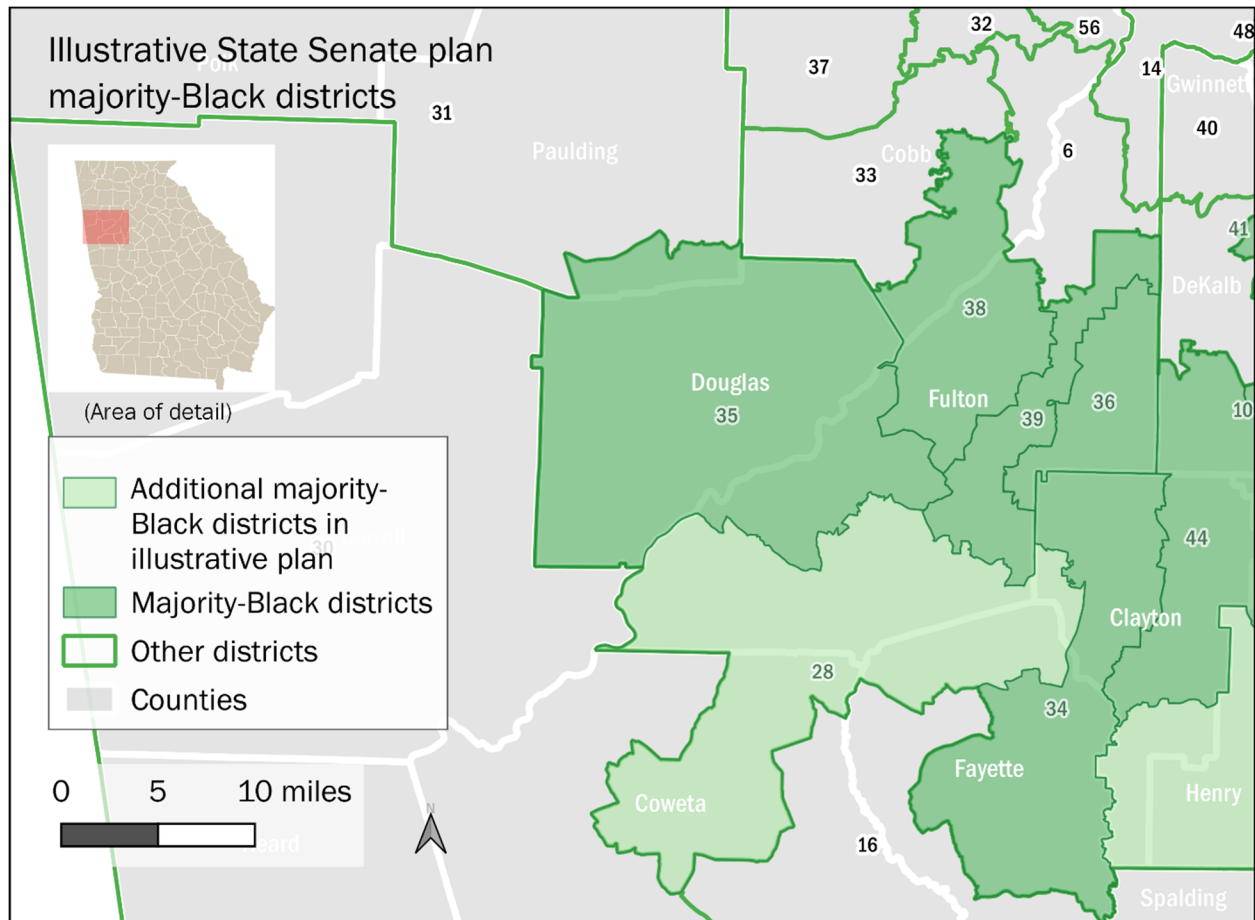 Illustrative State Senate plan
majority-Black districts
Polk
32
56
48
37
14
Gwinnett
31
40
Paulding
Cobb
6
33
41
DeKalb
38
Douglas
35
Fulton
39
36
10
(Area of detail)
Additional majority-
Black districts in
illustrative plan
30
Majority-Black districts
Other districts
Counties
44
Clayton
28
34
0 5 10 miles
Fayette
Coweta
Henry
N
Heard
16
Spalding